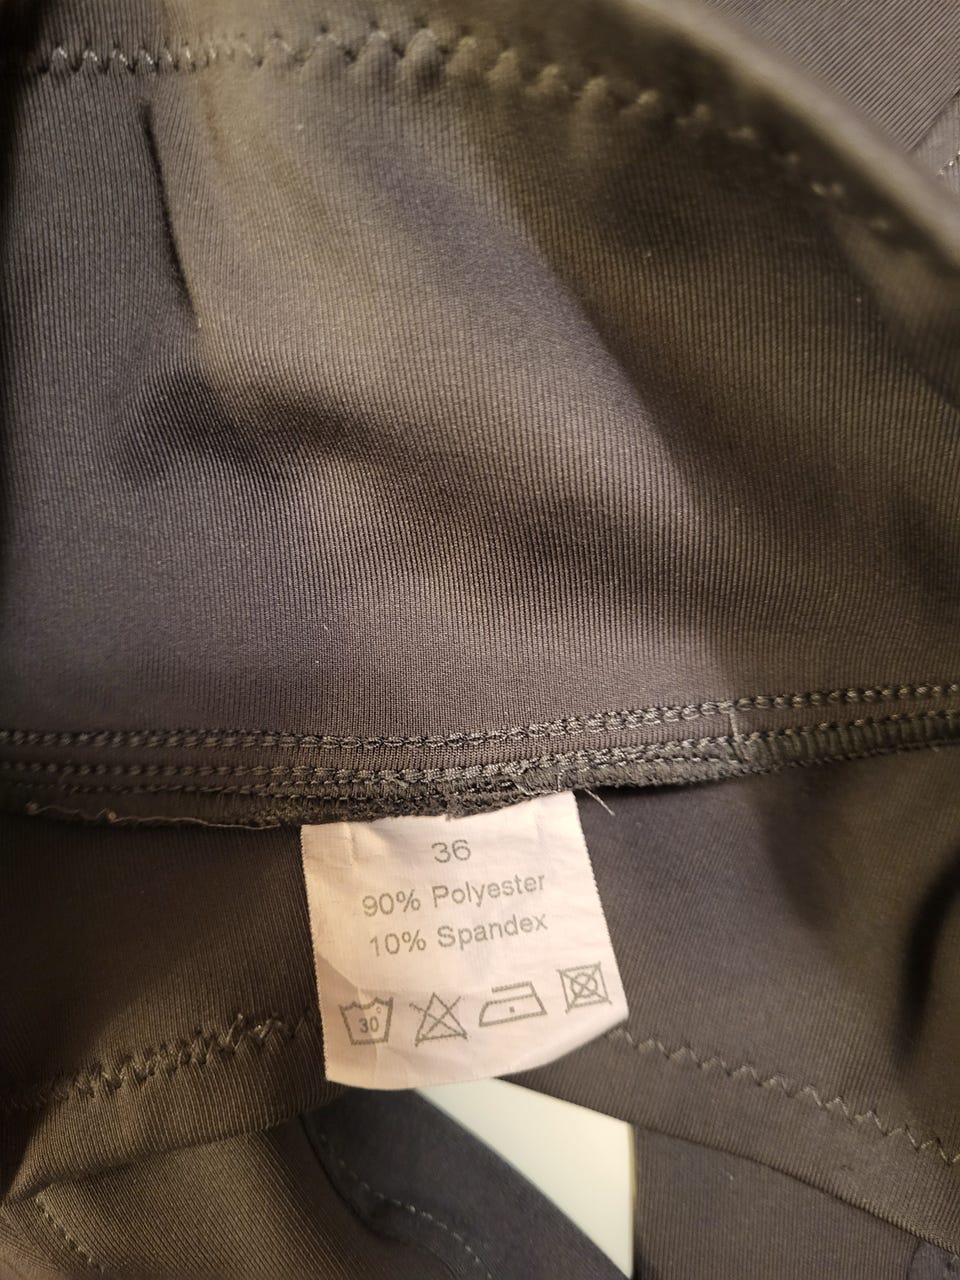 36
90% Polyester
10% Spandex
30°